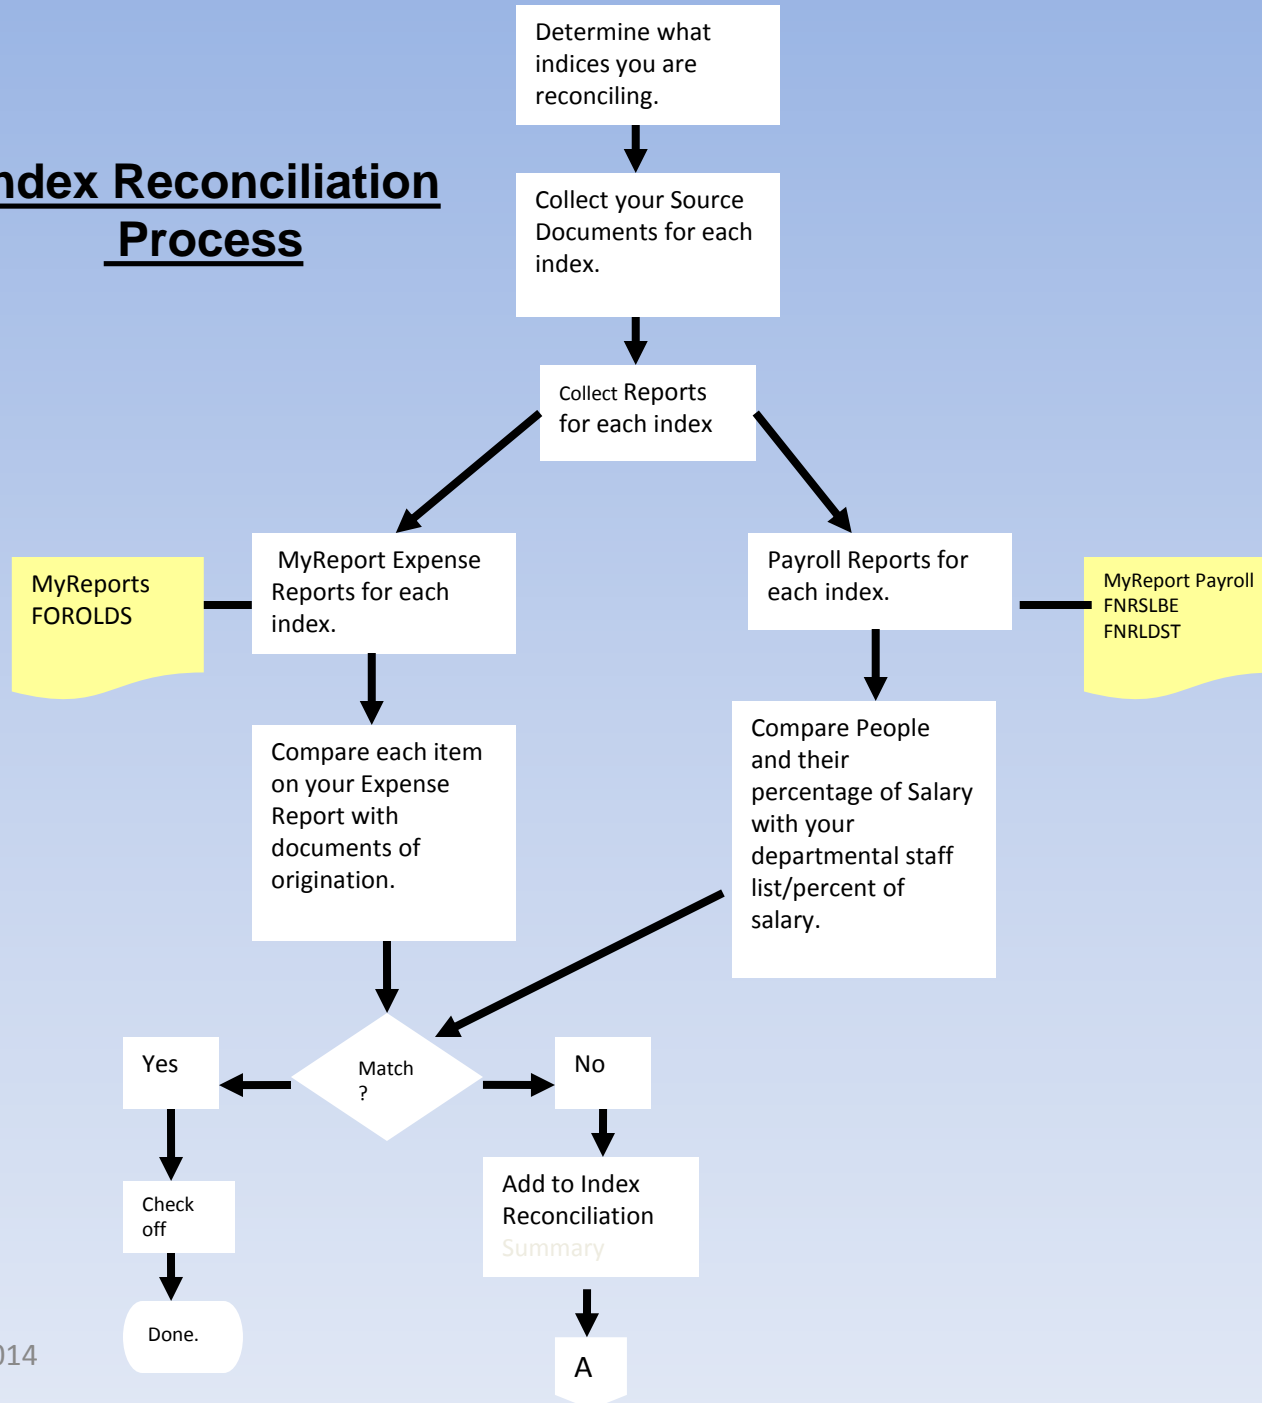 Determine what
indices you are
reconciling.
ndex Reconciliation
Process
Collect your Source
Documents for each
index.
Collect Reports
for each index
MyReport Expense
Reports for each
index.
Payroll Reports for
each index.
MyReports
FOROLDS
MyReport Payroll
FNRSLBE
FNRLDST
Compare each item
on your Expense
Report with
documents of
origination.
Compare People
and their
percentage of Salary
with your
departmental staff
list/percent of
salary.
Yes
Match
?
No
Check
off
Add to Index
Reconciliation
Summary
Done.
014
A